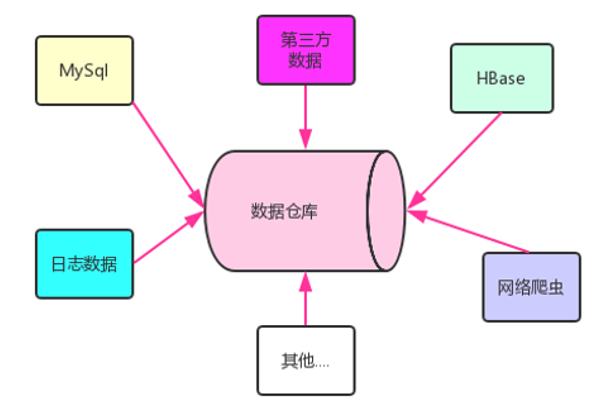 第三方
数据
MySql
HBase
数据仓库
日志数据
网络爬虫
其他....